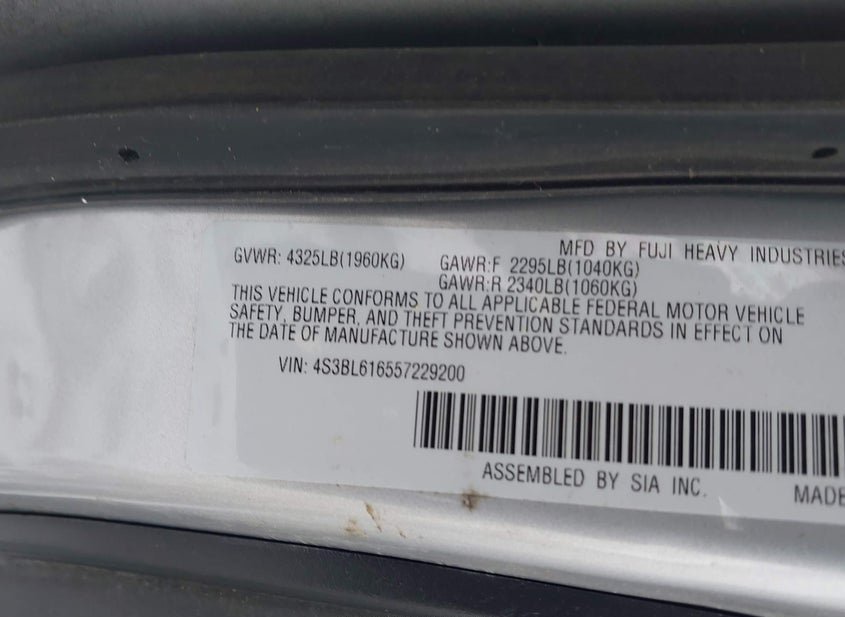 MFD BY FUJI HEAVY INDUSTRIES
GVWR: 4325LB(1960KG) GAWR:F 2295LB(1040KG)
GAWR:R 2340LB(1060KG)
THIS VEHICLE CONFORMS TO ALL APPLICABLE FEDERAL MOTOR VEHICLE
SAFETY, BUMPER, AND THEFT PREVENTION STANDARDS IN EFFECT ON
THE DATE OF MANUFACTURE SHOWN ABOVE.
VIN: 4S3BL616557229200
ASSEMBLED BY SIA INC. MADE